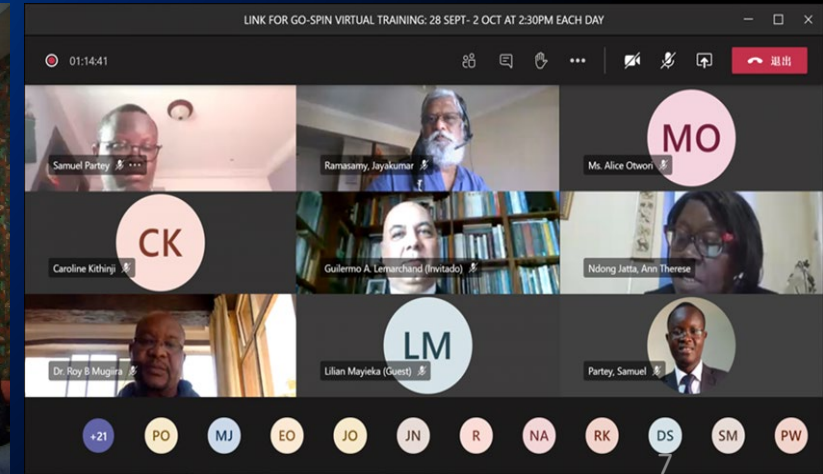 LINK FOR GO-SPIN VIRTUAL TRAINING: 28 SEPT- 2 OCT AT 2:30PM EACH DAY
01:14:41
退出
Samuel Partey
Ramasamy, Jayakumar
MO
Ms. Alice Otwori
CK
Caroline Kithinji
Guilermo A. Lemarchand (Invitado)
Ndong Jatta, Ann Therese
Dr. Roy B Mugiira
LM
Lilian Mayieka (Guest)
Partey, Samuel
+21 PO MJ EO JO JN R NA RK DS SM PW
7